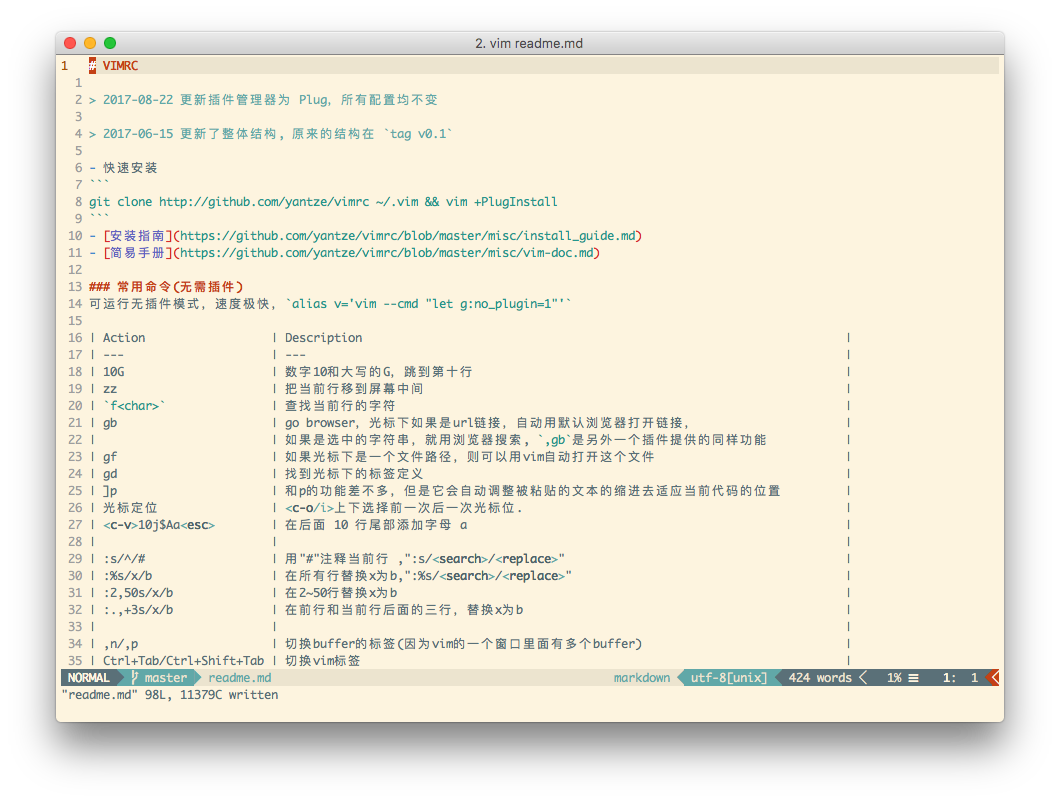 2. vim readme.md
1 # VIMRC
1
2 > 2017-08-22 更新插件管理器为 Plug, 所有配置均不变
3
4 > 2017-06-15 更新了整体结构, 原来的结构在 `tag v0.1`
5
6 - 快速安装
7 ```
8 git clone http://github.com/yantze/vimrc ~/.vim && vim +PlugInstall
9 ```
10 - [安装指南](https://github.com/yantze/vimrc/blob/master/misc/install_guide.md)
11 - [简易手册](https://github.com/yantze/vimrc/blob/master/misc/vim-doc.md)
12
13 ### 常用命令(无需插件)
14 可运行无插件模式, 速度极快, `alias v='vim --cmd "let g:no_plugin=1"'`
15
16 | Action | Description |
17 | --- | --- |
18 | 10G | 数字10和大写的G, 跳到第十行 |
19 | zz | 把当前行移到屏幕中间 |
20 | `f<char>` | 查找当前行的字符 |
21 | gb | go browser, 光标下如果是url链接, 自动用默认浏览器打开链接, |
22 | | 如果是选中的字符串, 就用浏览器搜索, `,gb`是另外一个插件提供的同样功能 |
23 | gf | 如果光标下是一个文件路径, 则可以用vim自动打开这个文件 |
24 | gd | 找到光标下的标签定义 |
25 | ]p | 和p的功能差不多, 但是它会自动调整被粘贴的文本的缩进去适应当前代码的位置 |
26 | 光标定位 | <c-o/i>上下选择前一次后一次光标位. |
27 | <c-v>10j$Aa<esc> | 在后面 10 行尾部添加字母 a |
28 | | |
29 | :s/^/# | 用"#"注释当前行 ,":s/<search>/<replace>" |
30 | :%s/x/b | 在所有行替换x为b,":%s/<search>/<replace>" |
31 | :2,50s/x/b | 在2~50行替换x为b |
32 | :.,+3s/x/b | 在前行和当前行后面的三行, 替换x为b |
33 | | |
34 | ,n/,p | 切换buffer的标签(因为vim的一个窗口里面有多个buffer) |
35 | Ctrl+Tab/Ctrl+Shift+Tab | 切换vim标签 |
NORMAL master readme.md markdown utf-8[unix] 424 words 1% ☰ 1: 1
"readme.md" 98L, 11379C written